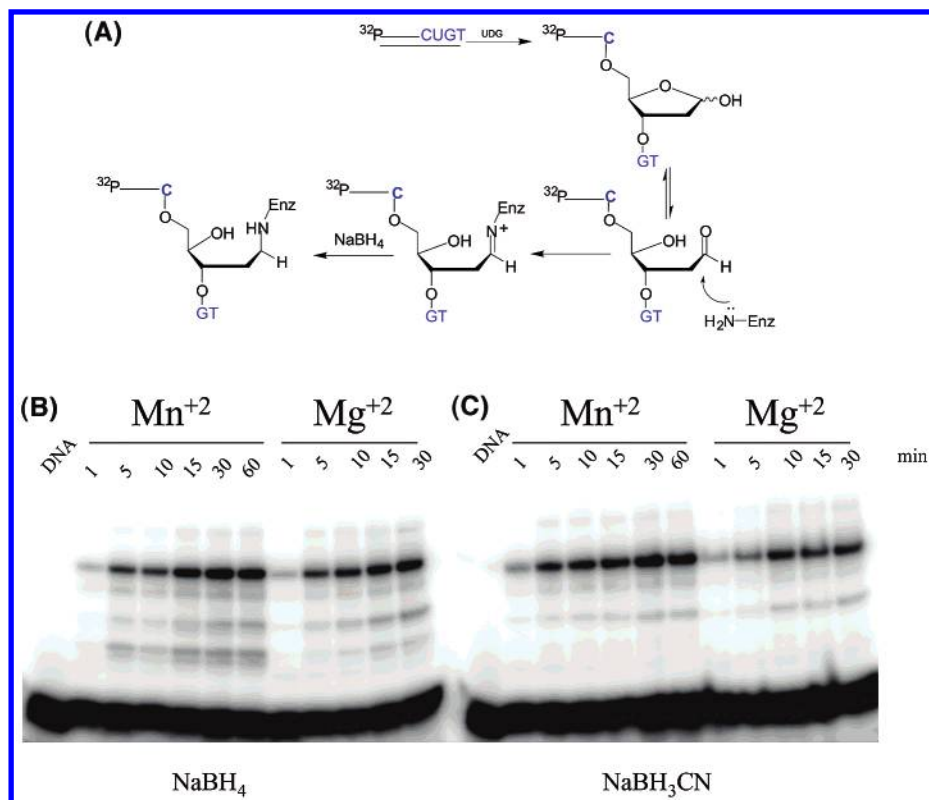 (A)
³²P CUGT UDG ³²P C
O
O OH
O
GT
³²P C ³²P C ³²P C
Enz Enz
O OH HN O OH N+ O OH O
H NaBH₄ H H
O O O
GT GT GT H₂N Enz
(B) Mn⁺² Mg⁺² (C) Mn⁺² Mg⁺²
DNA 1 5 10 15 30 60 1 5 10 15 30 DNA 1 5 10 15 30 60 1 5 10 15 30 min
NaBH₄ NaBH₃CN